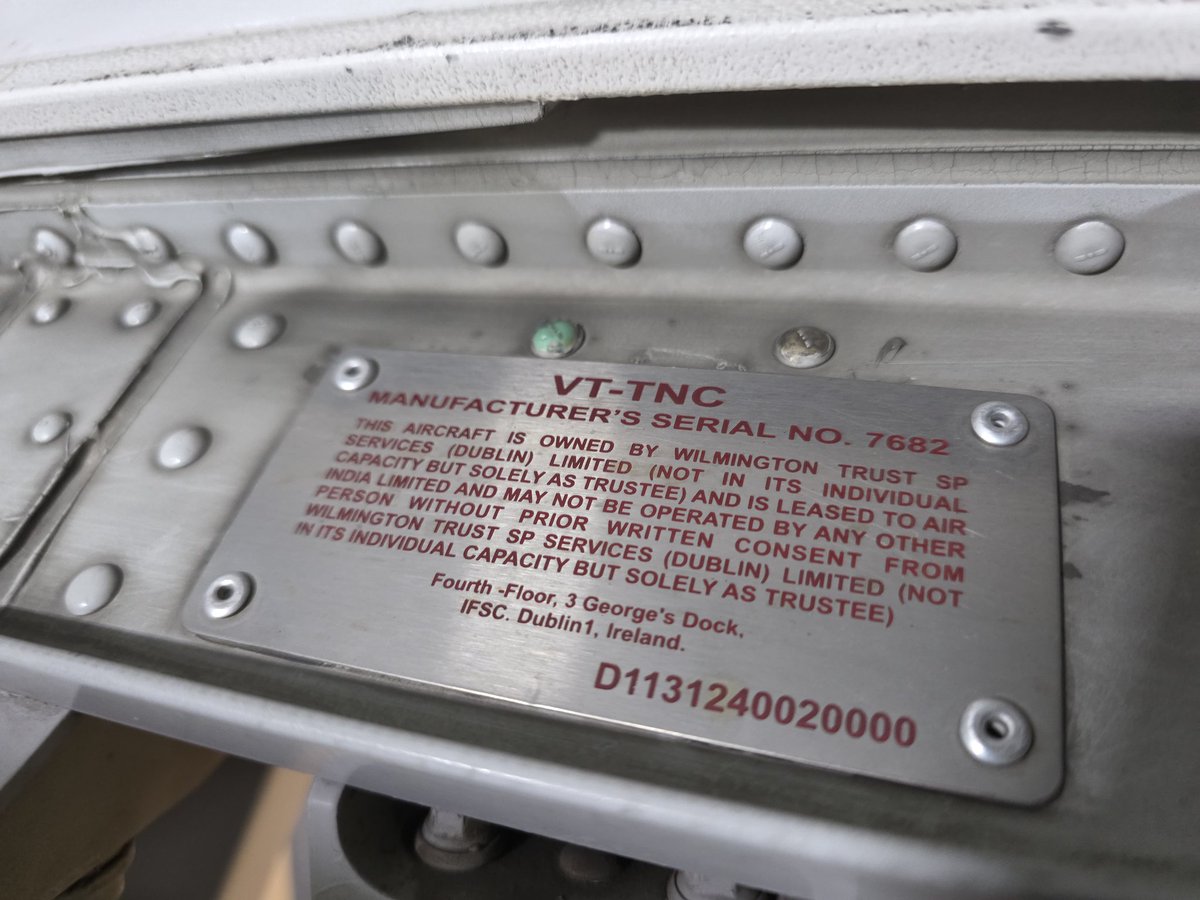 VT-TNC
MANUFACTURER'S SERIAL NO. 7682
THIS AIRCRAFT IS OWNED BY WILMINGTON TRUST SP
SERVICES (DUBLIN) LIMITED (NOT IN ITS INDIVIDUAL
CAPACITY BUT SOLELY AS TRUSTEE) AND IS LEASED TO AIR
INDIA LIMITED AND MAY NOT BE OPERATED BY ANY OTHER
PERSON WITHOUT PRIOR WRITTEN CONSENT FROM
WILMINGTON TRUST SP SERVICES (DUBLIN) LIMITED (NOT
IN ITS INDIVIDUAL CAPACITY BUT SOLELY AS TRUSTEE)
Fourth -Floor, 3 George's Dock,
IFSC. Dublin1, Ireland.
D1131240020000